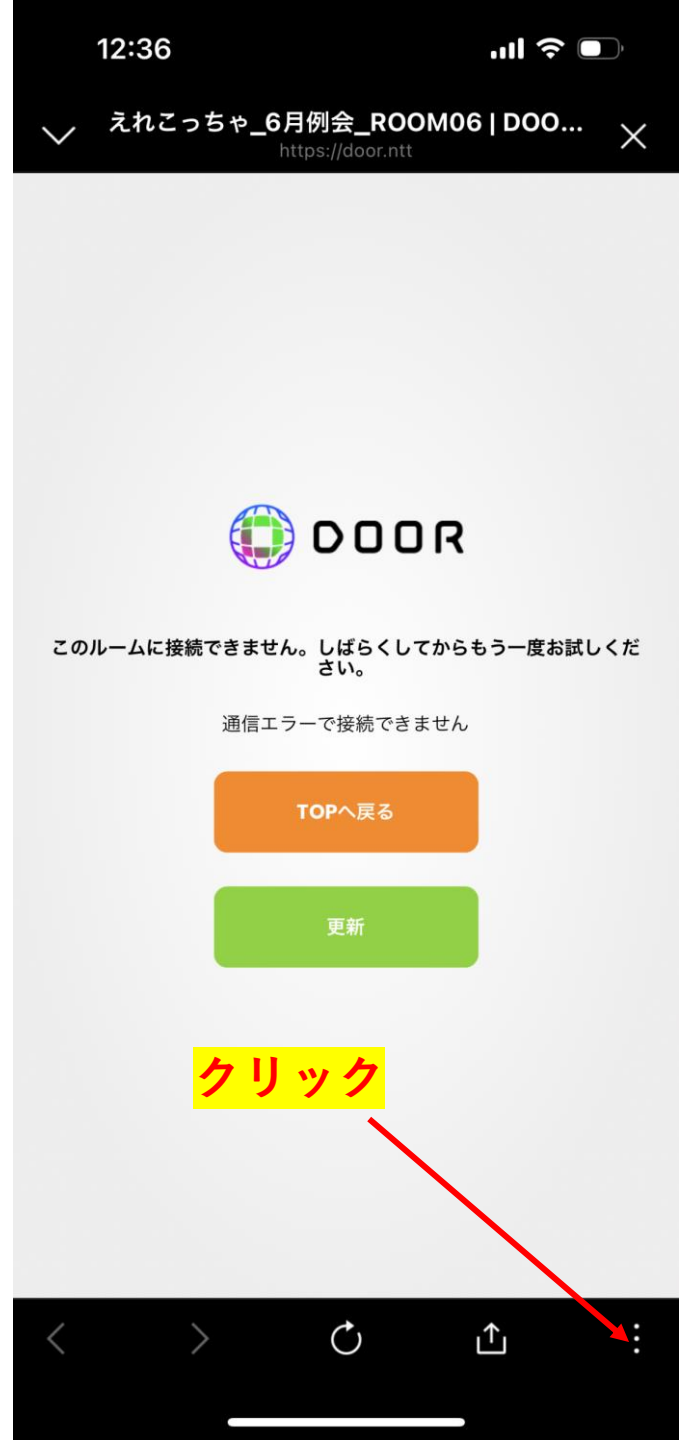 12:36
えれこっちゃ_6月例会_ROOM06 | DOO...
https://door.ntt
DOOR
このルームに接続できません。しばらくしてからもう一度お試しくだ
さい。
通信エラーで接続できません
TOPへ戻る
更新
クリック